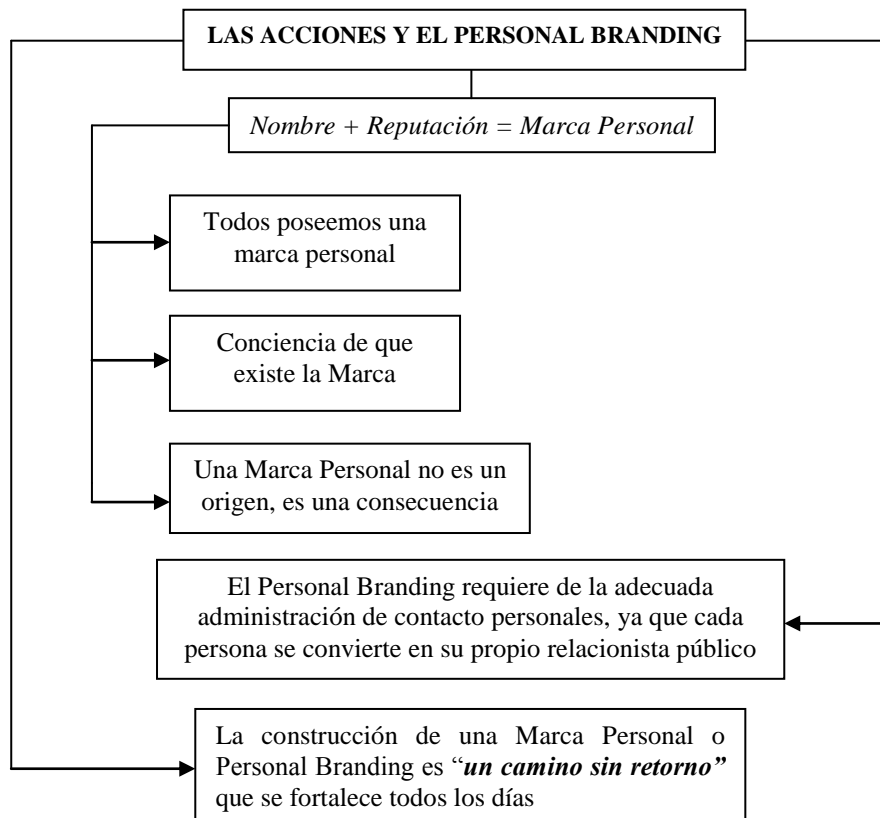 LAS ACCIONES Y EL PERSONAL BRANDING
Nombre + Reputación = Marca Personal
Todos poseemos una
marca personal
Conciencia de que
existe la Marca
Una Marca Personal no es un
origen, es una consecuencia
El Personal Branding requiere de la adecuada
administración de contacto personales, ya que cada
persona se convierte en su propio relacionista público
La construcción de una Marca Personal o
Personal Branding es “un camino sin retorno”
que se fortalece todos los días